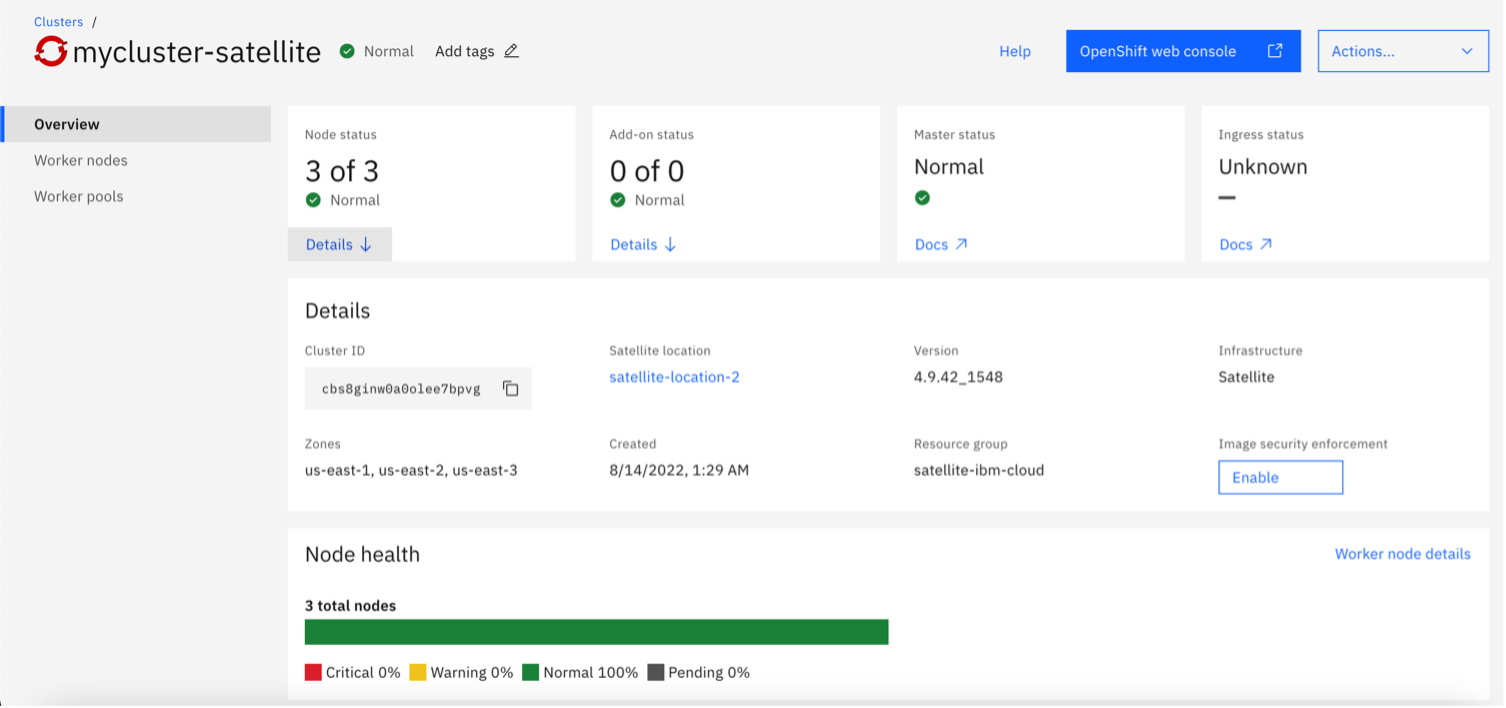 Clusters /
mycluster-satellite Normal Add tags Help OpenShift web console Actions...
Overview
Worker nodes
Worker pools
Node status
3 of 3
Normal
Details
Add-on status
0 of 0
Normal
Details
Master status
Normal
Docs
Ingress status
Unknown
Docs
Details
Cluster ID
cbs8ginw0a0olee7bpvg
Satellite location
satellite-location-2
Version
4.9.42_1548
Infrastructure
Satellite
Zones
us-east-1, us-east-2, us-east-3
Created
8/14/2022, 1:29 AM
Resource group
satellite-ibm-cloud
Image security enforcement
Enable
Node health
Worker node details
3 total nodes
Critical 0% Warning 0% Normal 100% Pending 0%